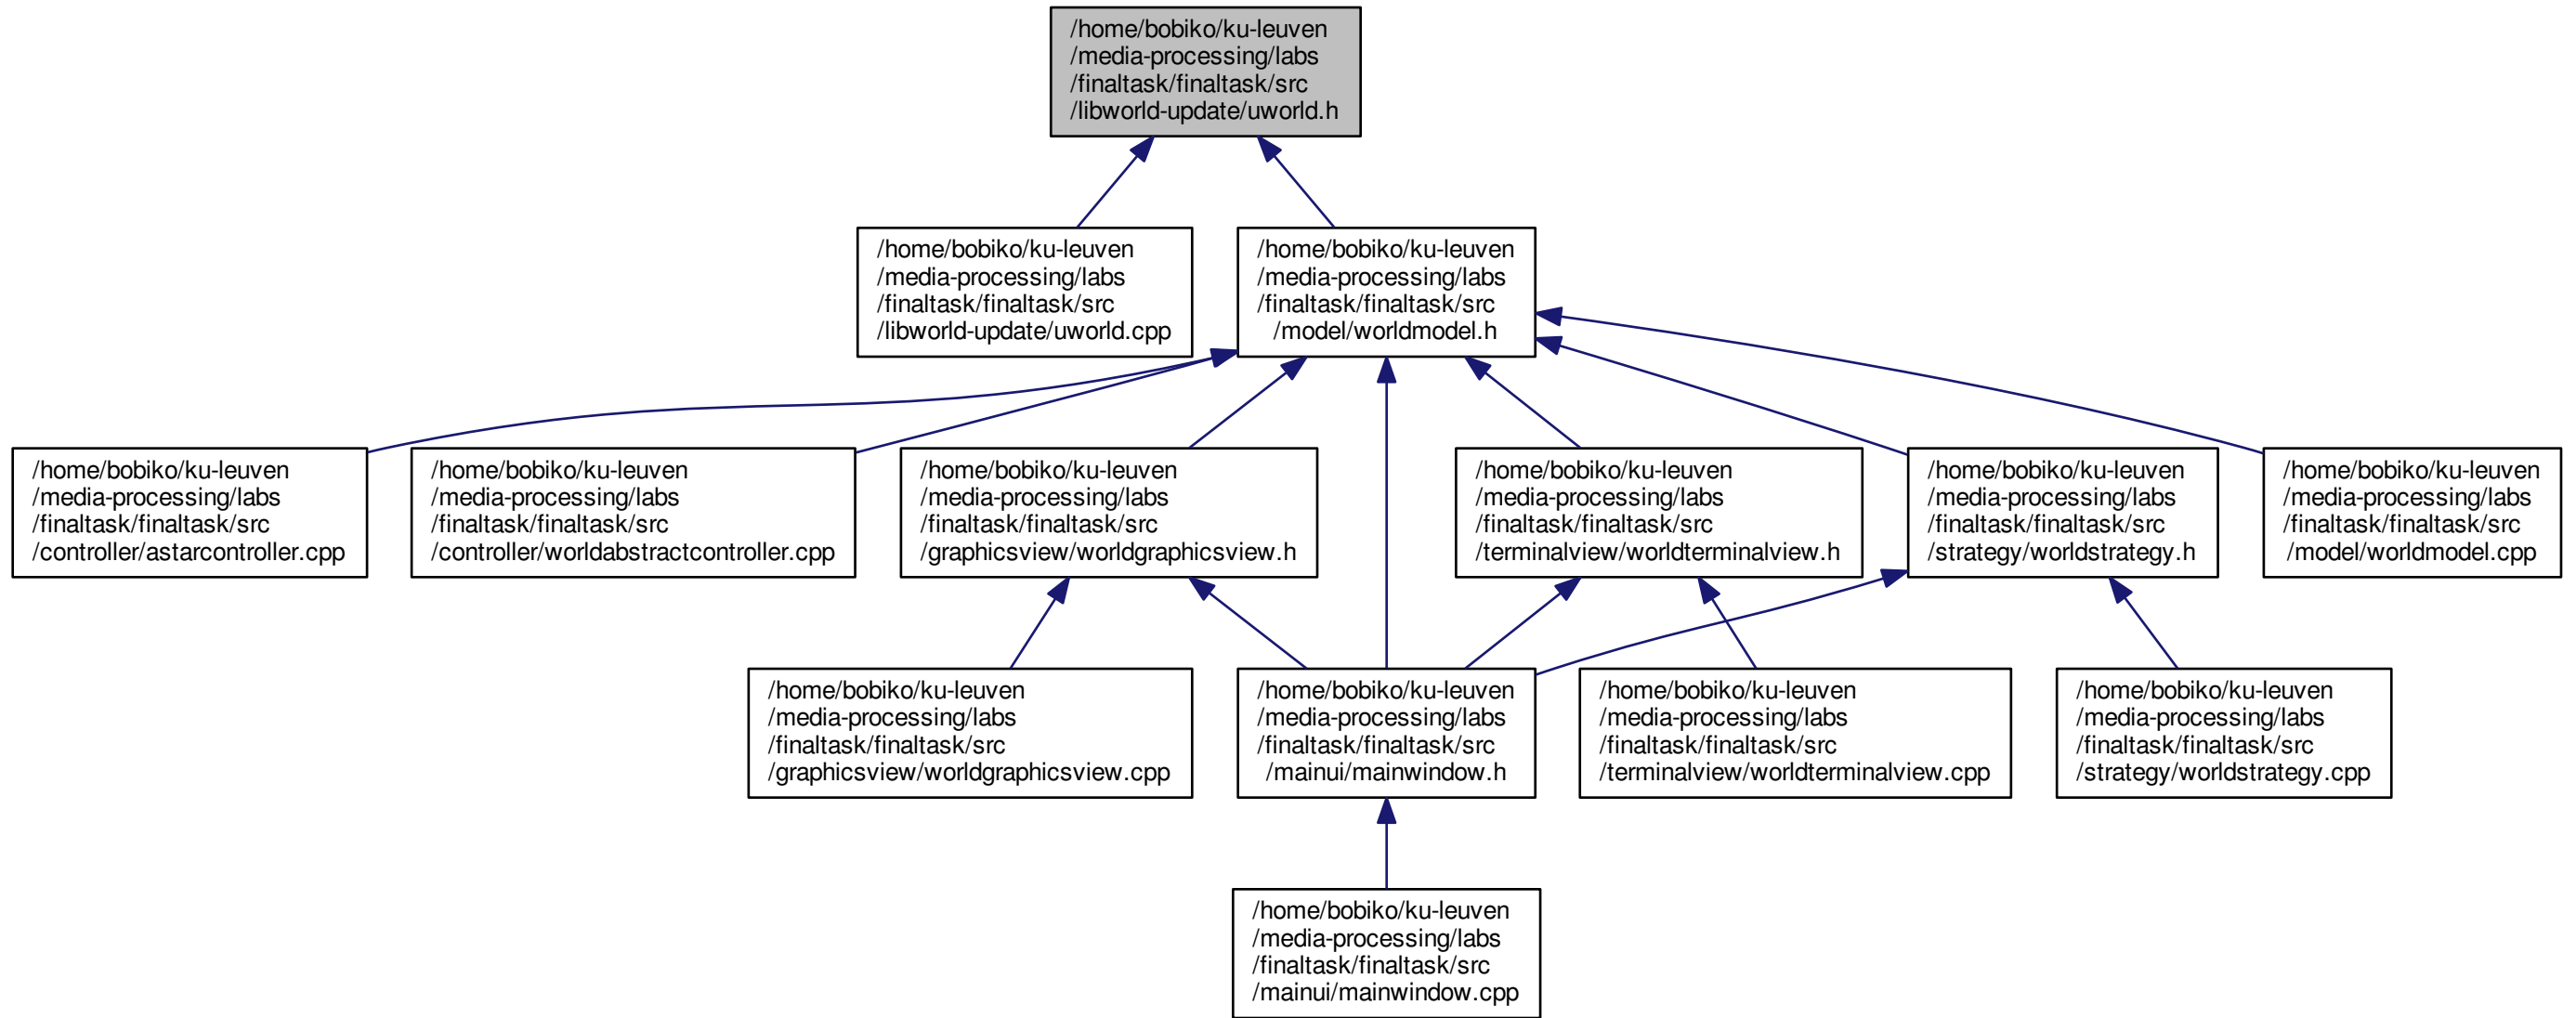 /home/bobiko/ku-leuven
/media-processing/labs
/finaltask/finaltask/src
/libworld-update/uworld.h
/home/bobiko/ku-leuven
/media-processing/labs
/finaltask/finaltask/src
/libworld-update/uworld.cpp
/home/bobiko/ku-leuven
/media-processing/labs
/finaltask/finaltask/src
/model/worldmodel.h
/home/bobiko/ku-leuven
/media-processing/labs
/finaltask/finaltask/src
/controller/astarcontroller.cpp
/home/bobiko/ku-leuven
/media-processing/labs
/finaltask/finaltask/src
/controller/worldabstractcontroller.cpp
/home/bobiko/ku-leuven
/media-processing/labs
/finaltask/finaltask/src
/graphicsview/worldgraphicsview.h
/home/bobiko/ku-leuven
/media-processing/labs
/finaltask/finaltask/src
/terminalview/worldterminalview.h
/home/bobiko/ku-leuven
/media-processing/labs
/finaltask/finaltask/src
/strategy/worldstrategy.h
/home/bobiko/ku-leuven
/media-processing/labs
/finaltask/finaltask/src
/model/worldmodel.cpp
/home/bobiko/ku-leuven
/media-processing/labs
/finaltask/finaltask/src
/graphicsview/worldgraphicsview.cpp
/home/bobiko/ku-leuven
/media-processing/labs
/finaltask/finaltask/src
/mainui/mainwindow.h
/home/bobiko/ku-leuven
/media-processing/labs
/finaltask/finaltask/src
/terminalview/worldterminalview.cpp
/home/bobiko/ku-leuven
/media-processing/labs
/finaltask/finaltask/src
/strategy/worldstrategy.cpp
/home/bobiko/ku-leuven
/media-processing/labs
/finaltask/finaltask/src
/mainui/mainwindow.cpp